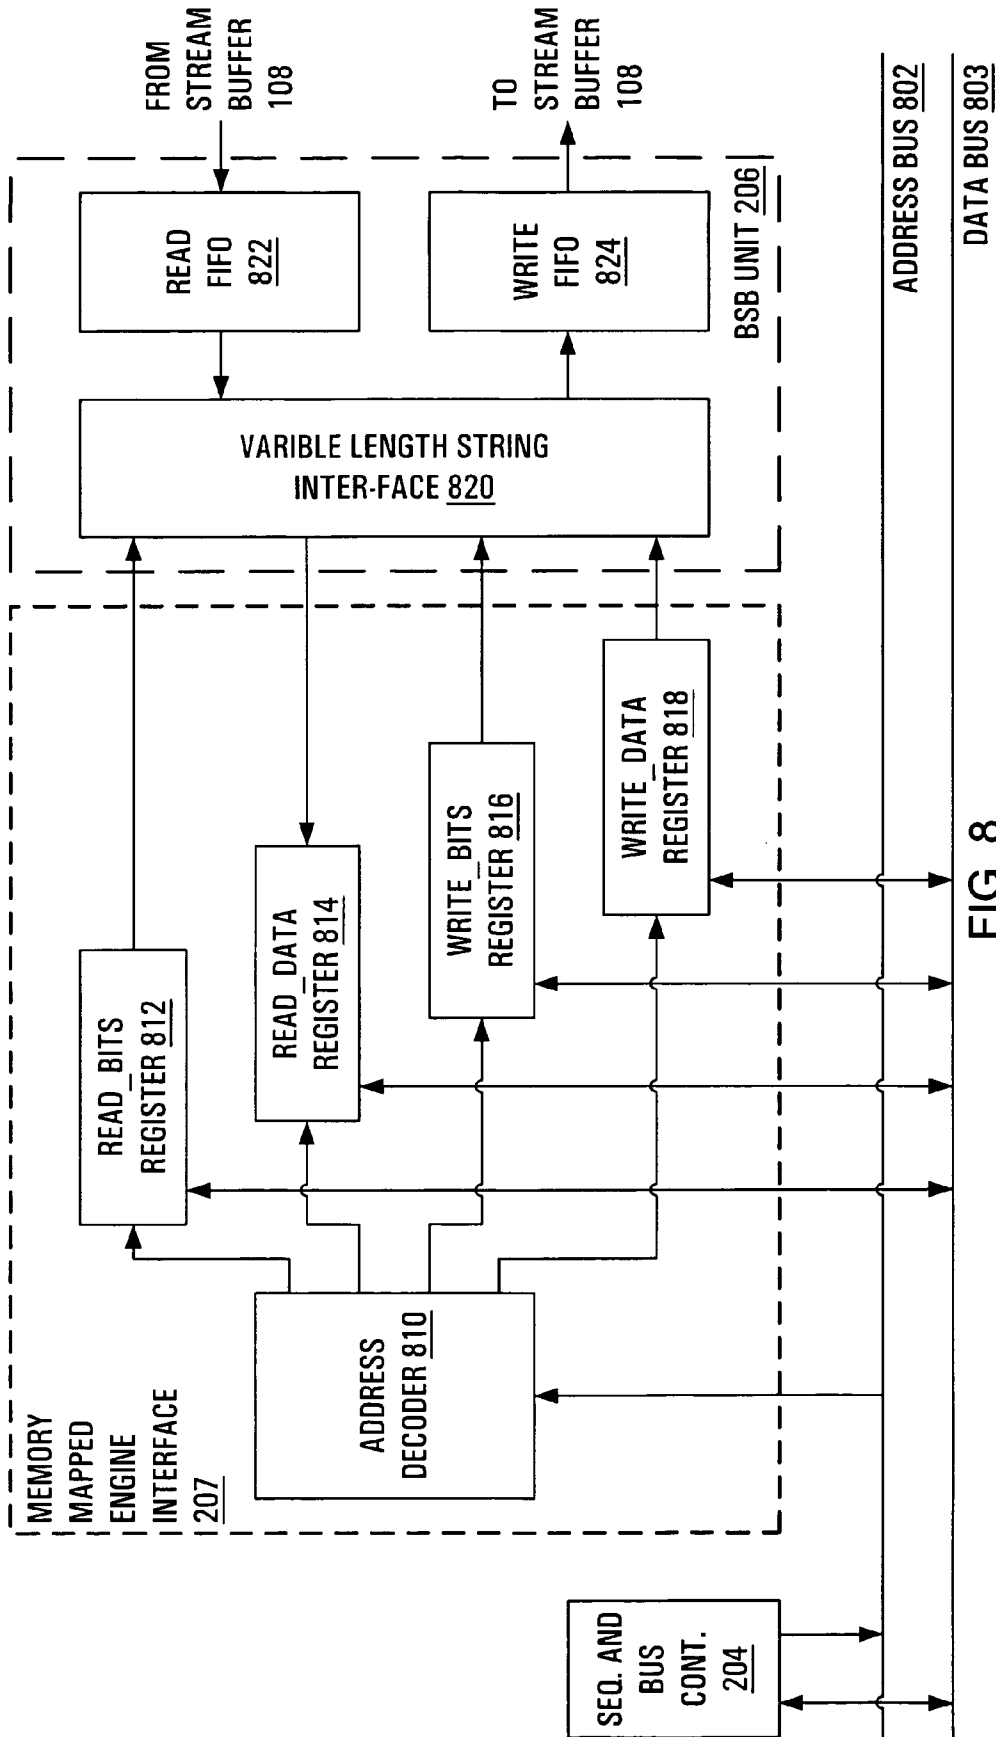 MEMORY
MAPPED
ENGINE
INTERFACE
207
READ_BITS
REGISTER 812
READ_DATA
REGISTER 814
WRITE_BITS
REGISTER 816
WRITE_DATA
REGISTER 818
ADDRESS
DECODER 810
VARIBLE LENGTH STRING
INTER-FACE 820
READ
FIFO
822
WRITE
FIFO
824
BSB UNIT 206
FROM
STREAM
BUFFER
108
TO
STREAM
BUFFER
108
SEQ. AND
BUS
CONT.
204
ADDRESS BUS 802
DATA BUS 803
FIG. 8